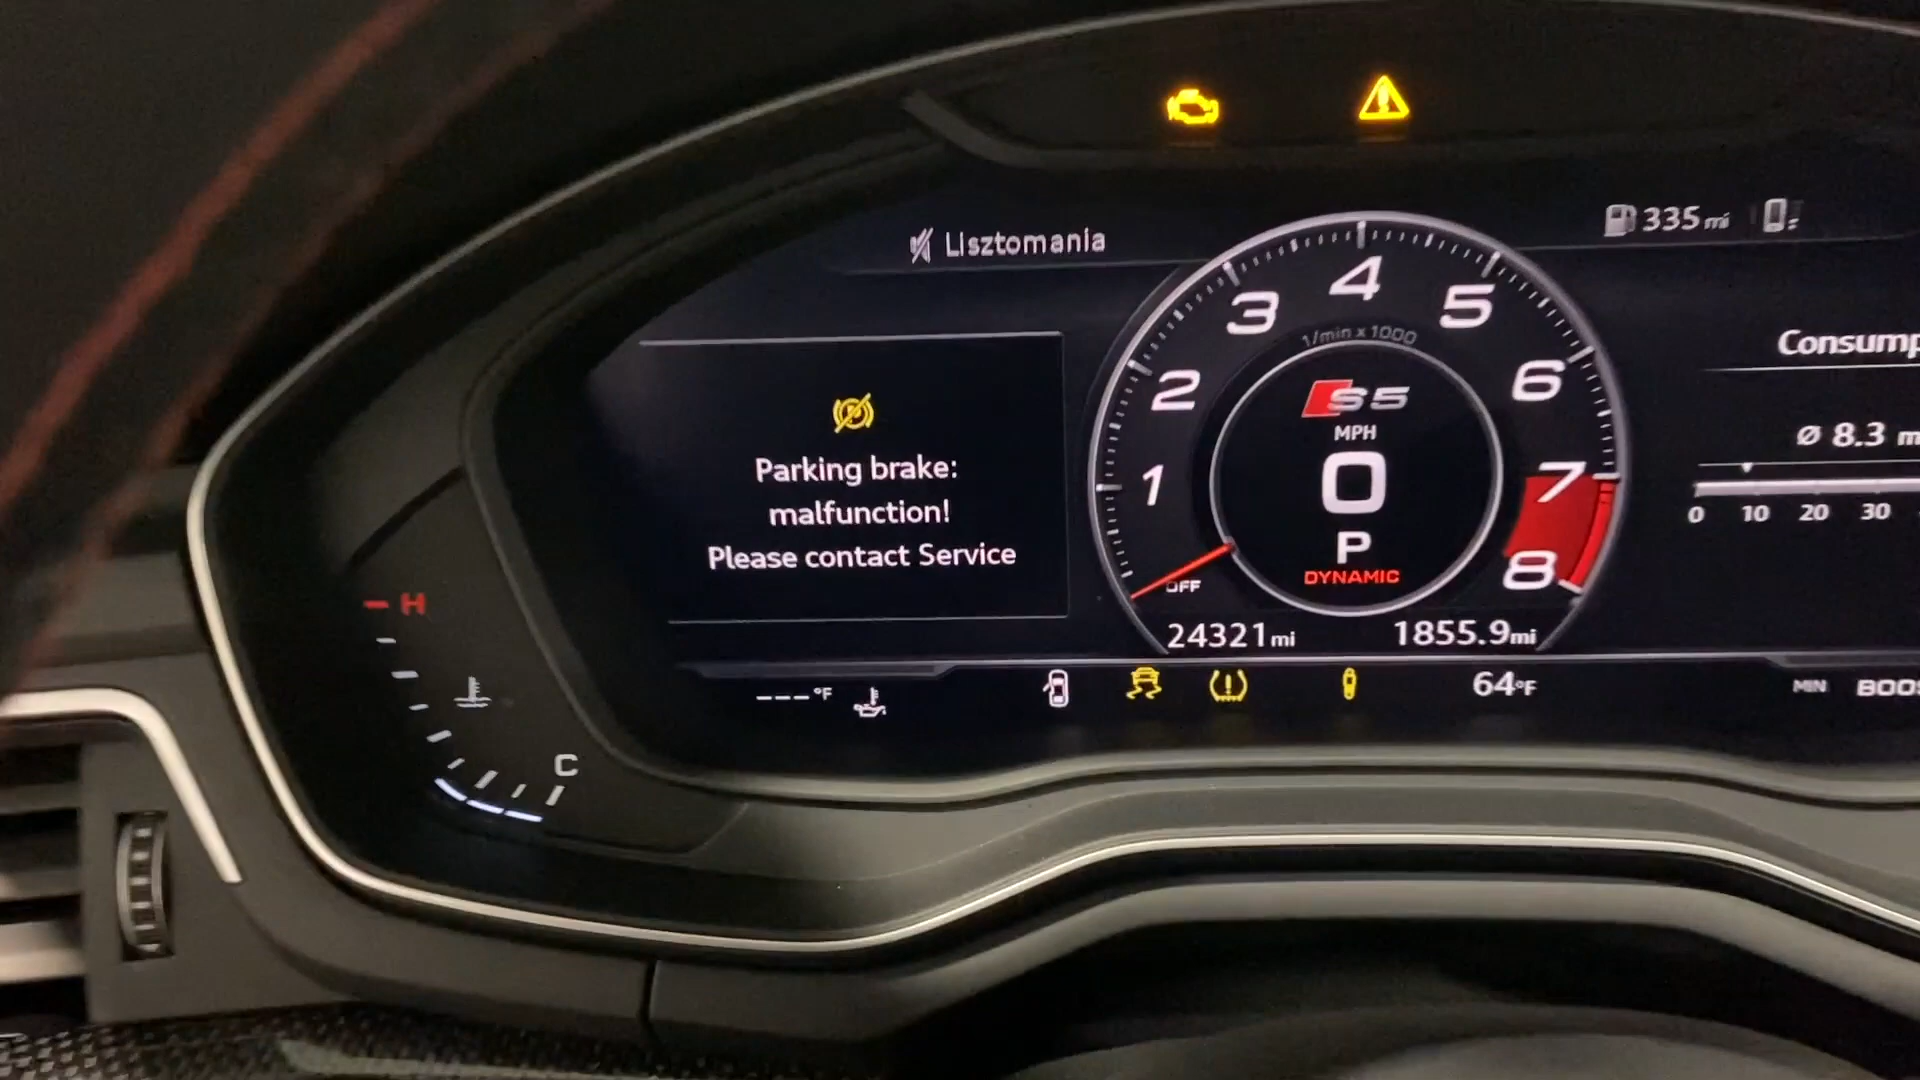 Lisztomania
335 mi
Parking brake:
malfunction!
Please contact Service
1 2 3 4 5 6 7 8
1/min x 1000
S5
MPH
0
P
DYNAMIC
OFF
24321 mi
1855.9 mi
Consump
Ø 8.3 m
0 10 20 30
H
C
---°F
64°F
MIN BOOS